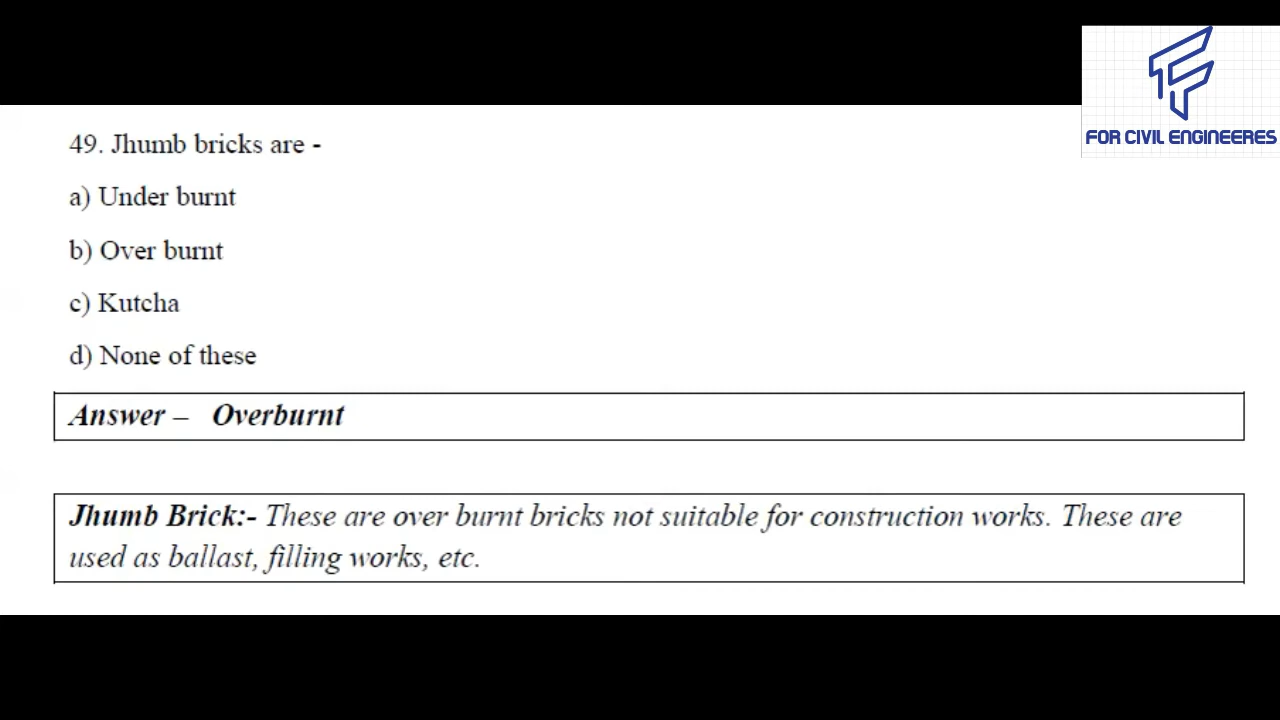 FOR CIVIL ENGINEERES
49. Jhumb bricks are -
a) Under burnt
b) Over burnt
c) Kutcha
d) None of these
Answer – Overburnt
Jhumb Brick:- These are over burnt bricks not suitable for construction works. These are
used as ballast, filling works, etc.